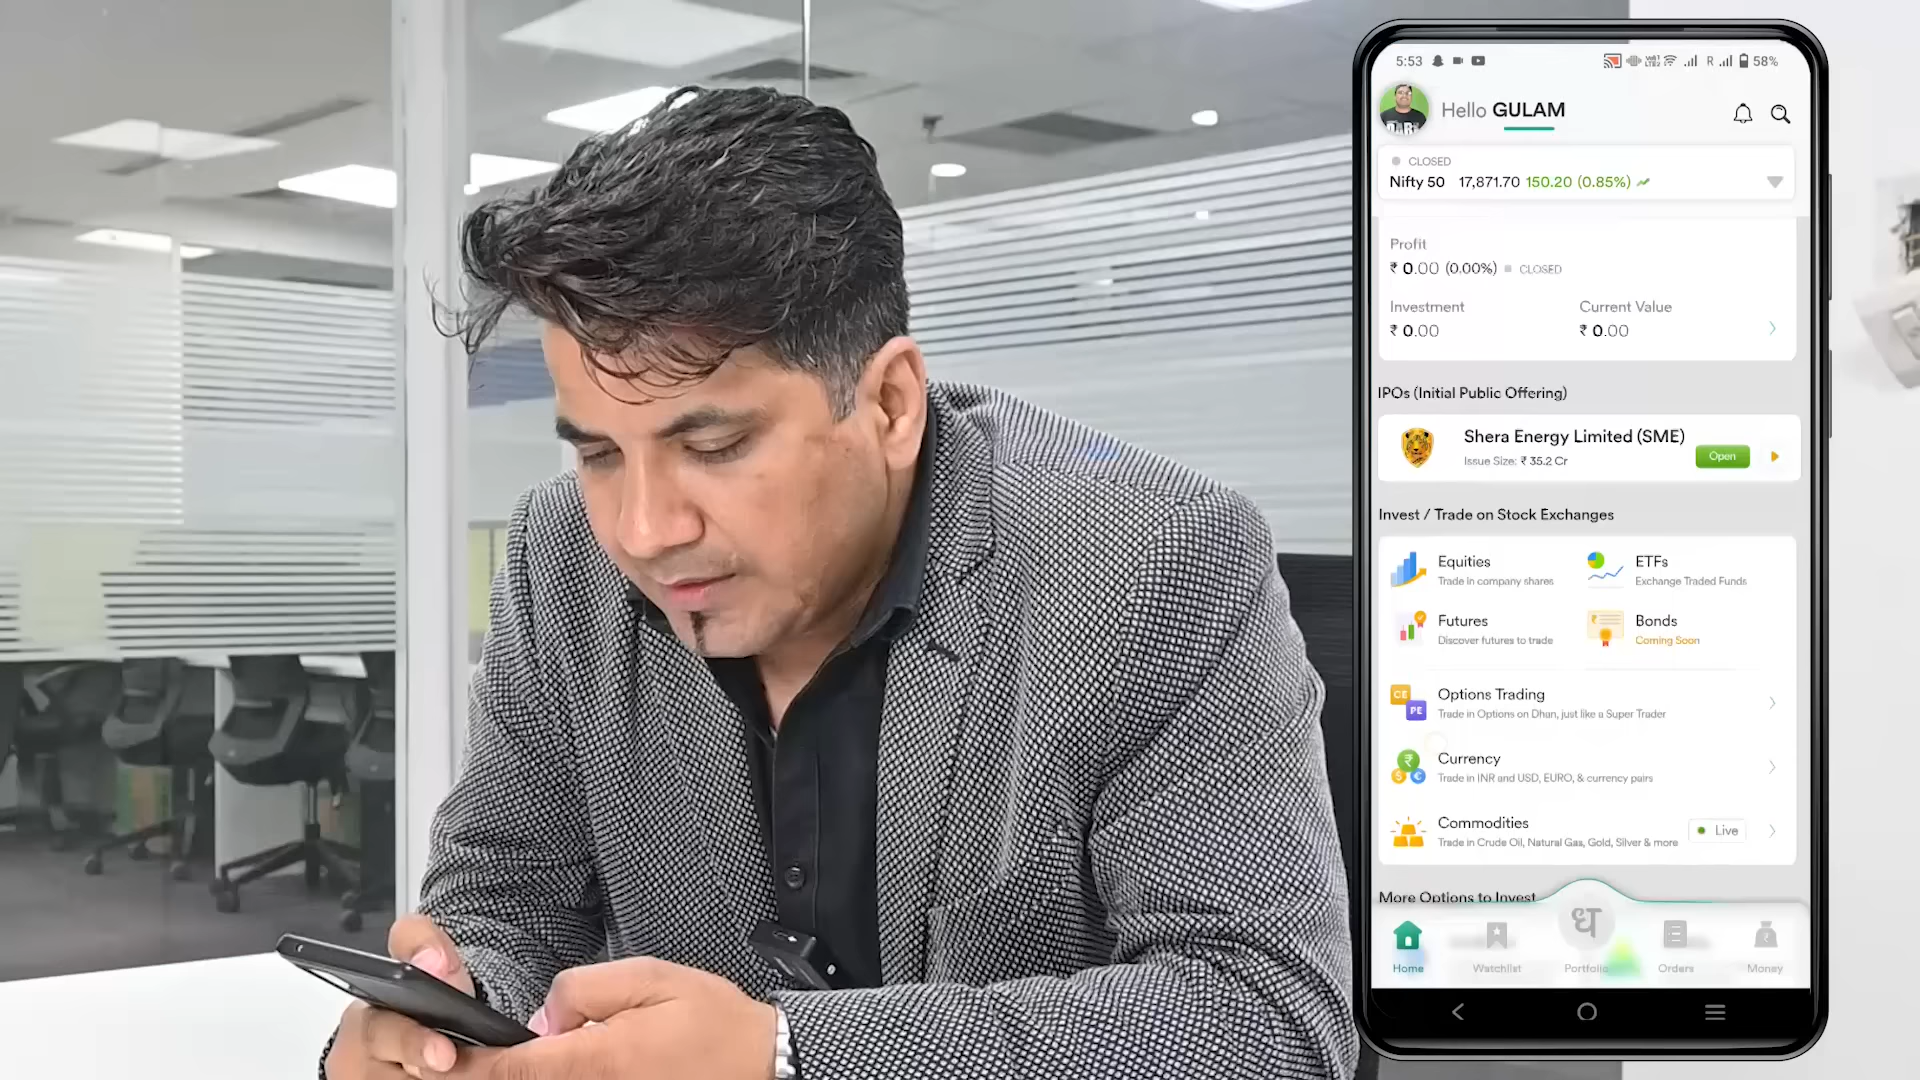 5:53
R
58%
Hello GULAM
CLOSED
Nifty 50 17,871.70 150.20 (0.85%)
Profit
₹ 0.00 (0.00%) CLOSED
Investment Current Value
₹ 0.00 ₹ 0.00
IPOs (Initial Public Offering)
Shera Energy Limited (SME)
Issue Size: ₹ 35.2 Cr
Open
Invest / Trade on Stock Exchanges
Equities
Trade in company shares
ETFs
Exchange Traded Funds
Futures
Discover futures to trade
₹
Bonds
Coming Soon
CE
PE
Options Trading
Trade in Options on Dhan, just like a Super Trader
₹
$ €
Currency
Trade in INR and USD, EURO, & currency pairs
Commodities
Trade in Crude Oil, Natural Gas, Gold, Silver & more
Live
More Options to Invest
ध
₹
Home Watchlist Portfolio Orders Money